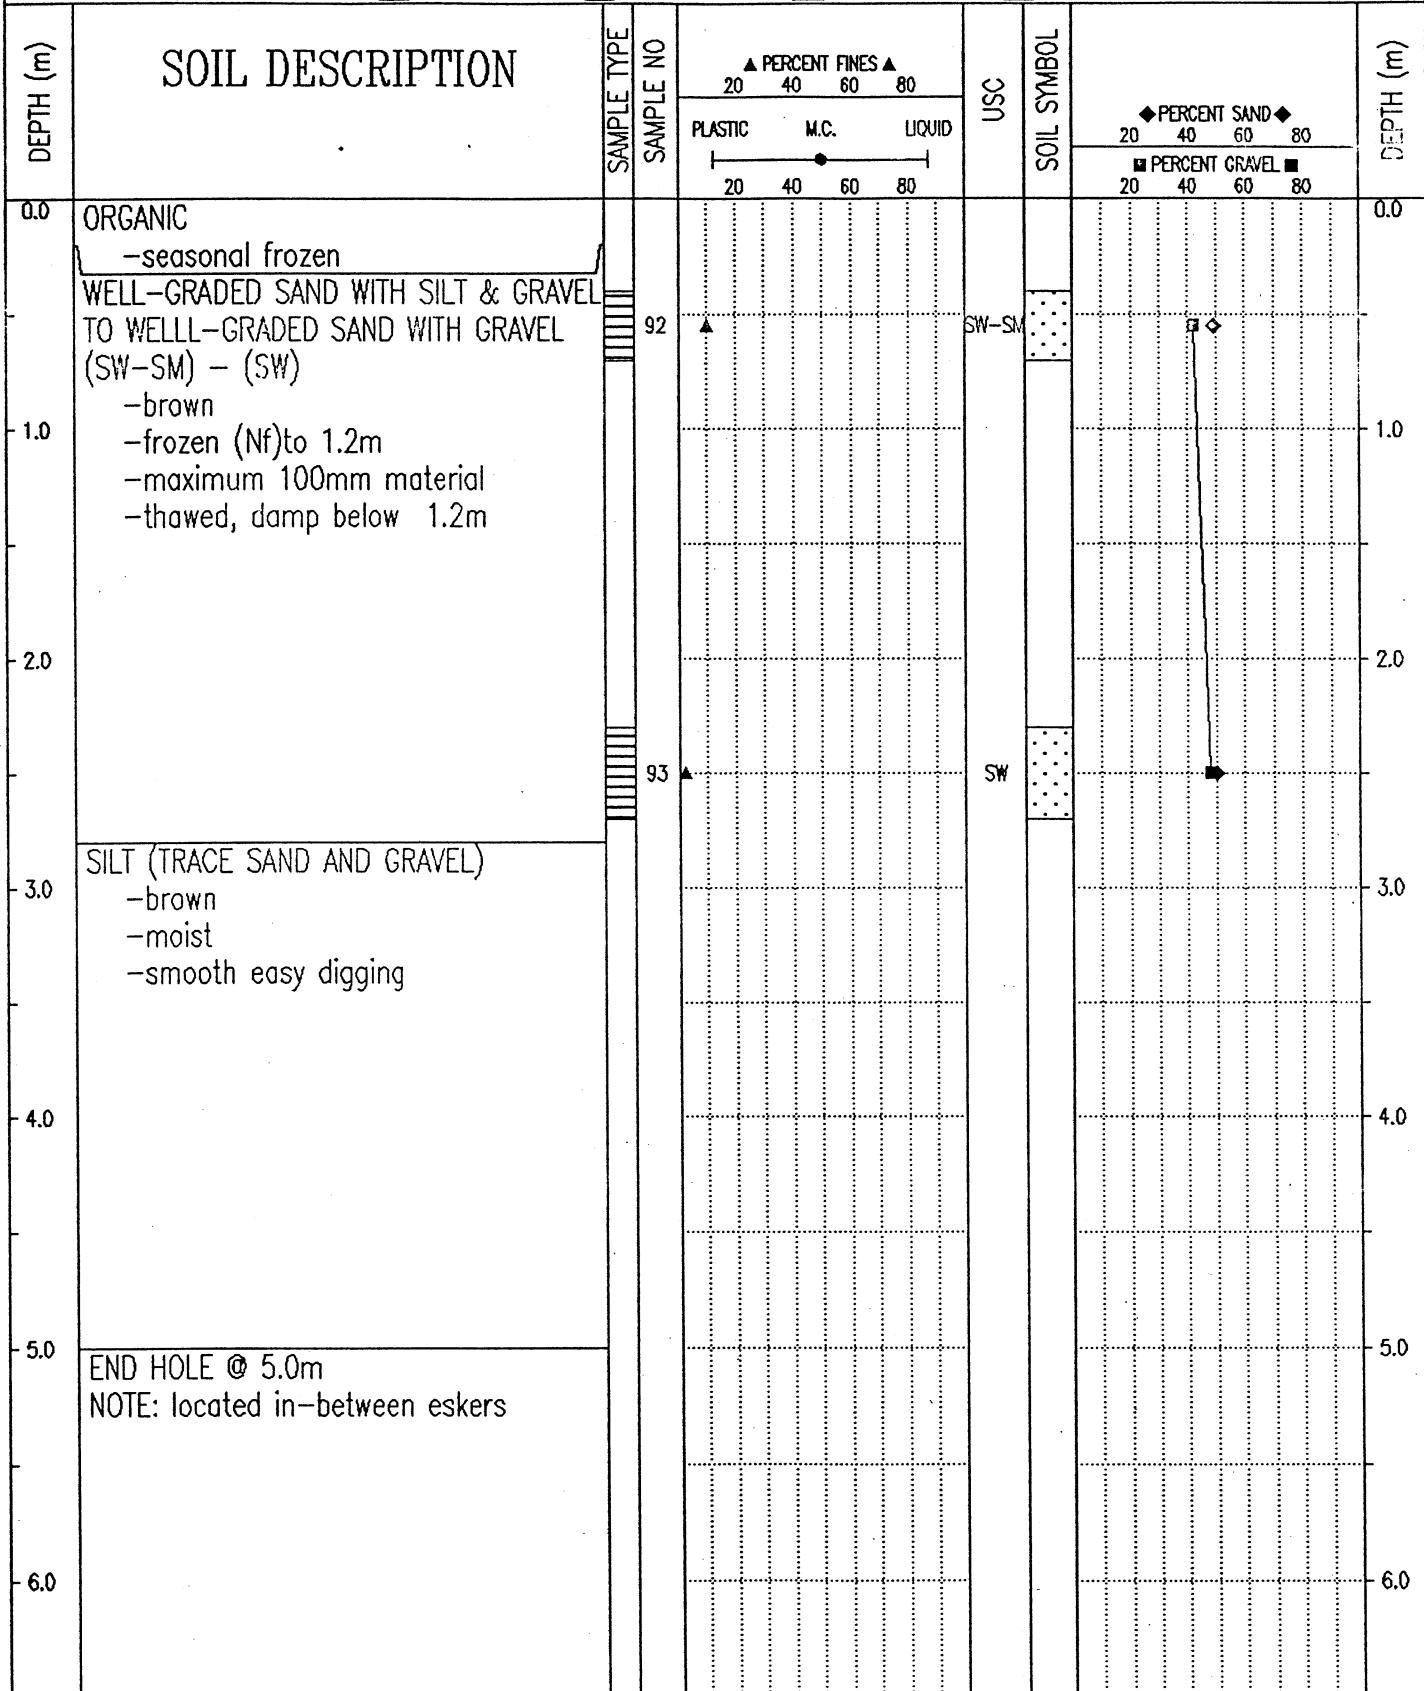 DEPTH (m)
SOIL DESCRIPTION
SAMPLE TYPE
SAMPLE NO
▲ PERCENT FINES ▲
20 40 60 80
PLASTIC M.C. LIQUID
20 40 60 80
USC
SOIL SYMBOL
◆PERCENT SAND◆
20 40 60 80
■ PERCENT GRAVEL ■
20 40 60 80
DEPTH (m)
0.0 ORGANIC 0.0
-seasonal frozen
WELL-GRADED SAND WITH SILT & GRAVEL
TO WELLL-GRADED SAND WITH GRAVEL 92 SW-SM
(SW-SM) - (SW)
-brown
1.0 -frozen (Nf)to 1.2m 1.0
-maximum 100mm material
-thawed, damp below 1.2m
2.0 2.0
93 SW
SILT (TRACE SAND AND GRAVEL)
3.0 -brown 3.0
-moist
-smooth easy digging
4.0 4.0
5.0 END HOLE @ 5.0m 5.0
NOTE: located in-between eskers
6.0 6.0